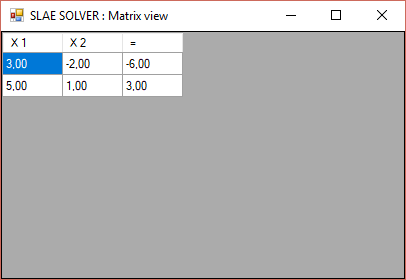 SLAE SOLVER : Matrix view
X 1 X 2 =
3,00 -2,00 -6,00
5,00 1,00 3,00